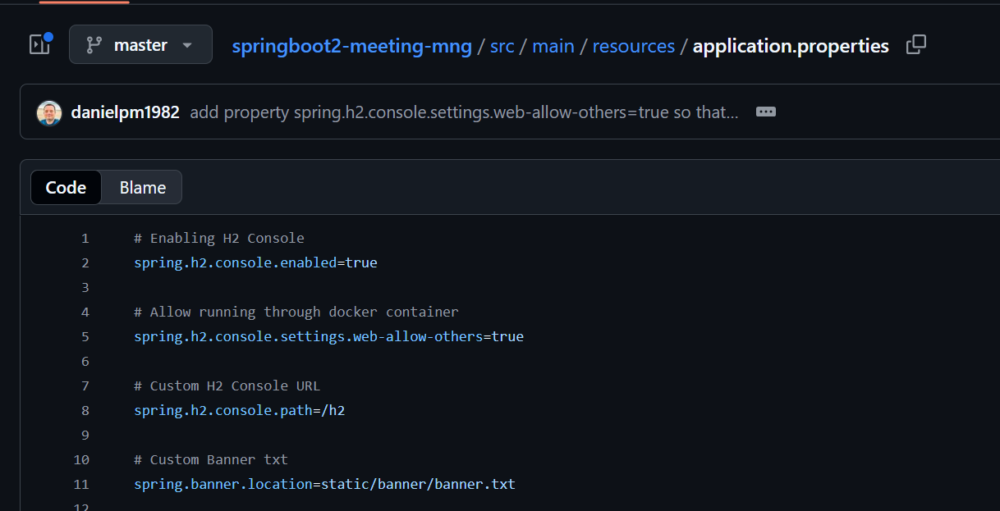 master springboot2-meeting-mng / src / main / resources / application.properties
danielpm1982 add property spring.h2.console.settings.web-allow-others=true so that...
Code Blame
1 # Enabling H2 Console
2 spring.h2.console.enabled=true
3
4 # Allow running through docker container
5 spring.h2.console.settings.web-allow-others=true
6
7 # Custom H2 Console URL
8 spring.h2.console.path=/h2
9
10 # Custom Banner txt
11 spring.banner.location=static/banner/banner.txt
12